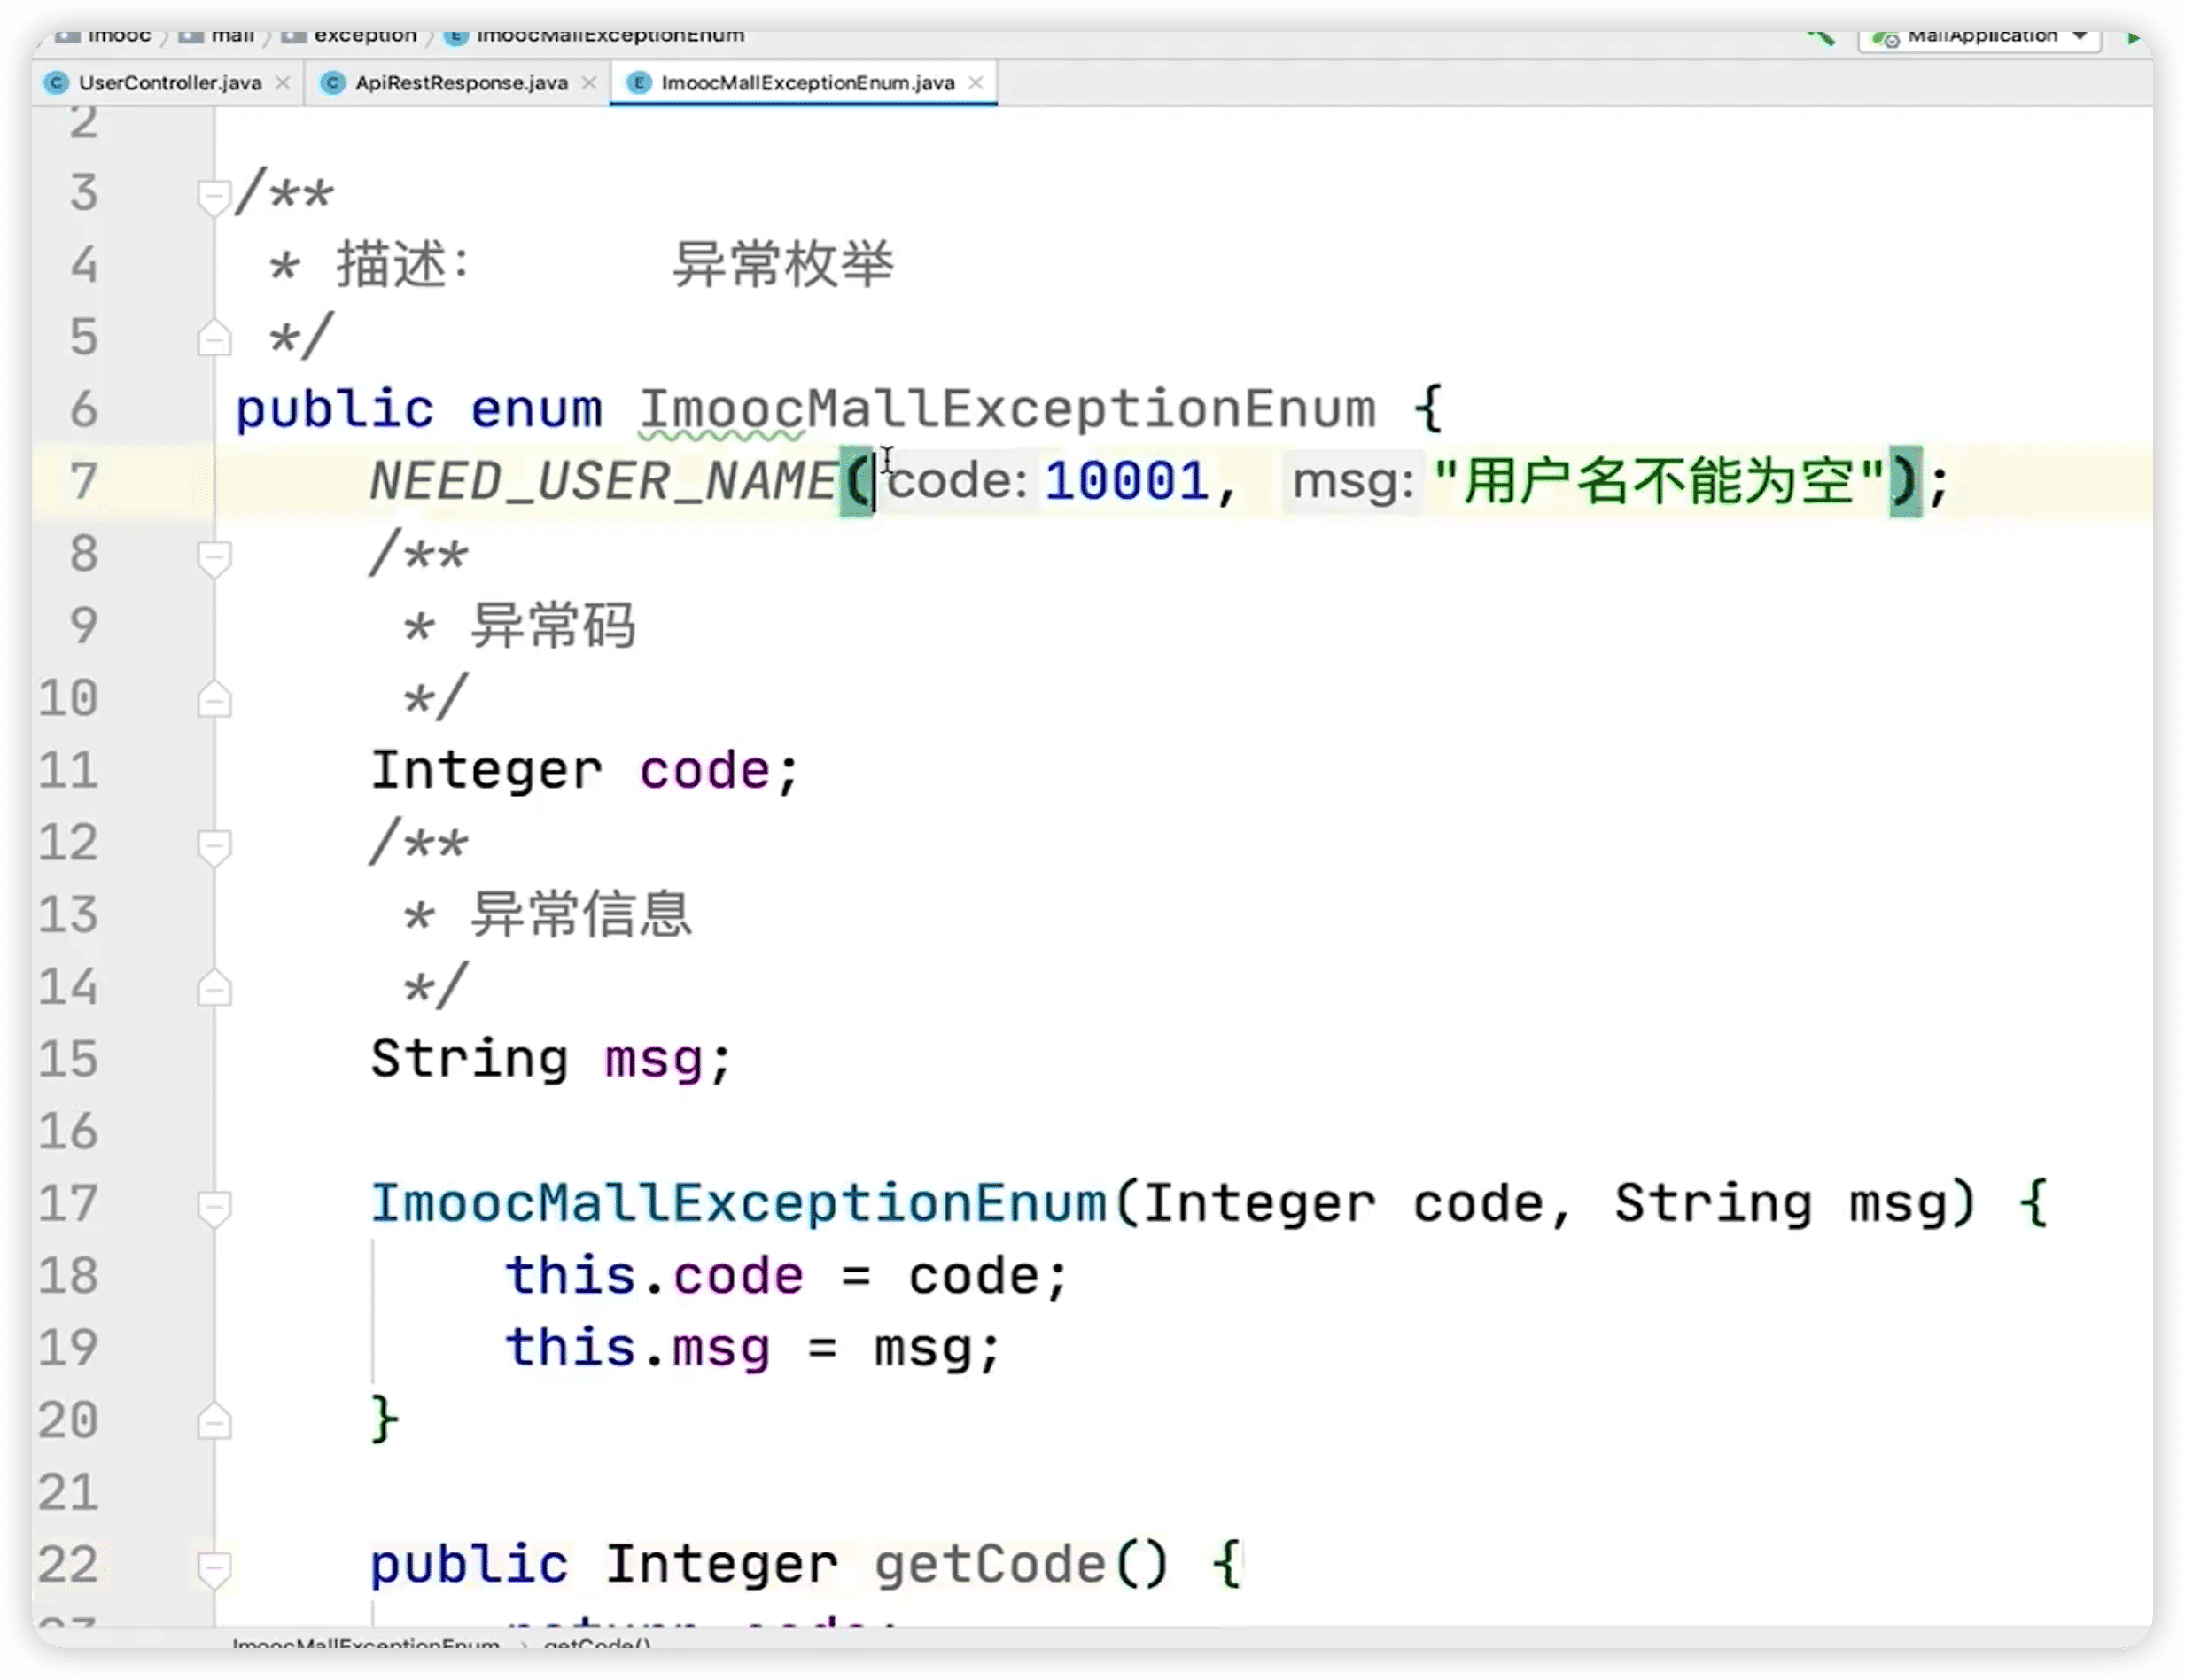 imooc mall exception ImoocMallExceptionEnum MallApplication
UserController.java ApiRestResponse.java ImoocMallExceptionEnum.java
2
3 /**
4 * 描述： 异常枚举
5 */
6 public enum ImoocMallExceptionEnum {
7 NEED_USER_NAME( code: 10001, msg: "用户名不能为空");
8 /**
9 * 异常码
10 */
11 Integer code;
12 /**
13 * 异常信息
14 */
15 String msg;
16
17 ImoocMallExceptionEnum(Integer code, String msg) {
18 this.code = code;
19 this.msg = msg;
20 }
21
22 public Integer getCode() {
23 return code;
ImoocMallExceptionEnum › getCode()